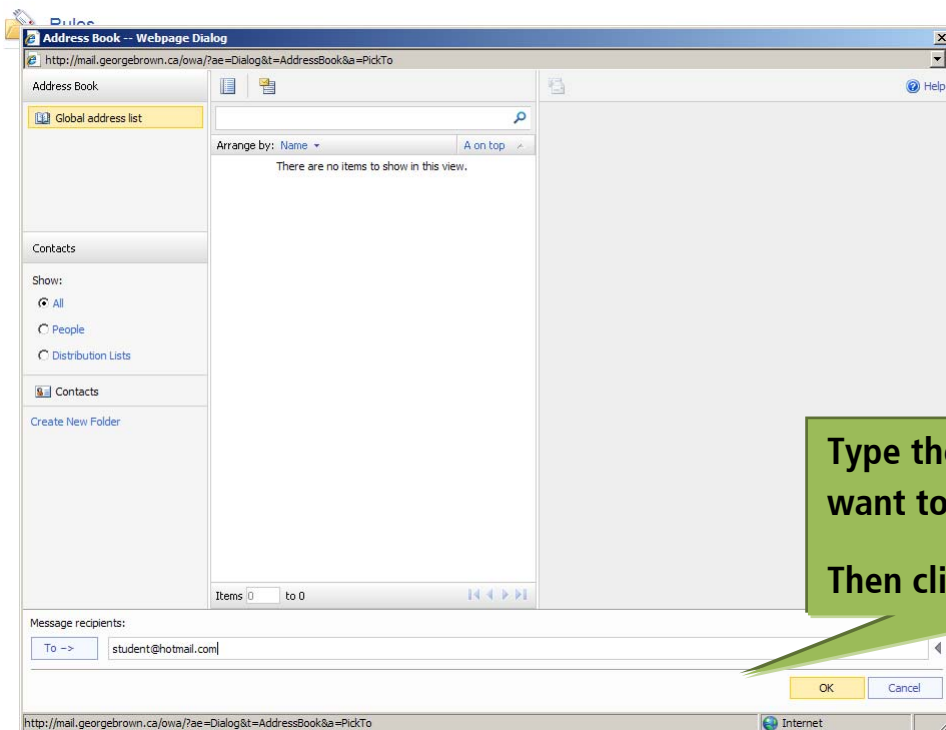 Rules
Address Book -- Webpage Dialog
http://mail.georgebrown.ca/owa/?ae=Dialog&t=AddressBook&a=PickTo
Address Book
Help
Global address list
Arrange by: Name
A on top
There are no items to show in this view.
Contacts
Show:
All
People
Distribution Lists
Contacts
Create New Folder
Type the
want to
Then cli
Items 0 to 0
Message recipients:
To -> student@hotmail.com
OK Cancel
http://mail.georgebrown.ca/owa/?ae=Dialog&t=AddressBook&a=PickTo
Internet